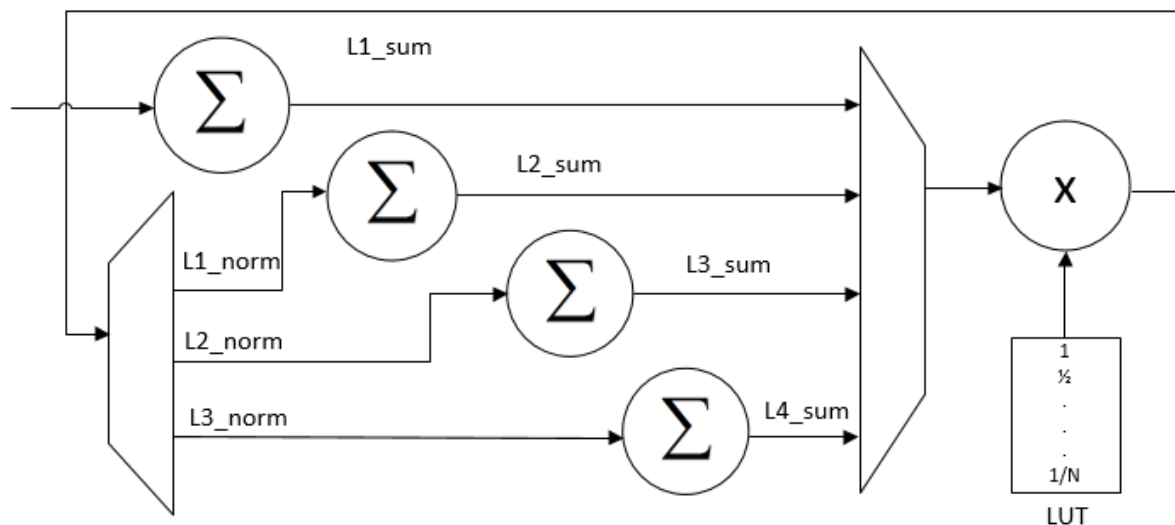 L1_sum
Σ
L2_sum
Σ
x
L1_norm
L3_sum
Σ
L2_norm
L3_norm
L4_sum
Σ
1
½
.
.
.
1/N
LUT